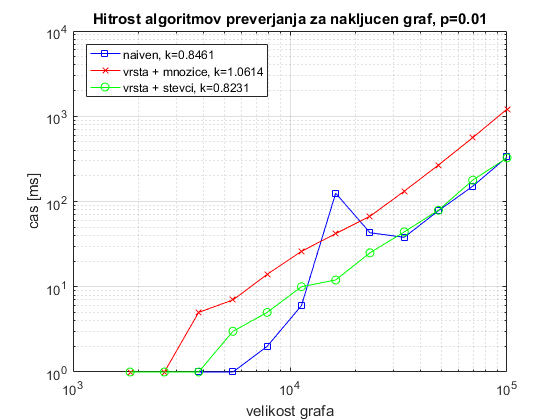 Hitrost algoritmov preverjanja za nakljucen graf, p=0.01
10^4
naiven, k=0.8461
vrsta + mnozice, k=1.0614
vrsta + stevci, k=0.8231
10^3
10^2
10^1
10^0
cas [ms]
10^3 10^4 10^5
velikost grafa